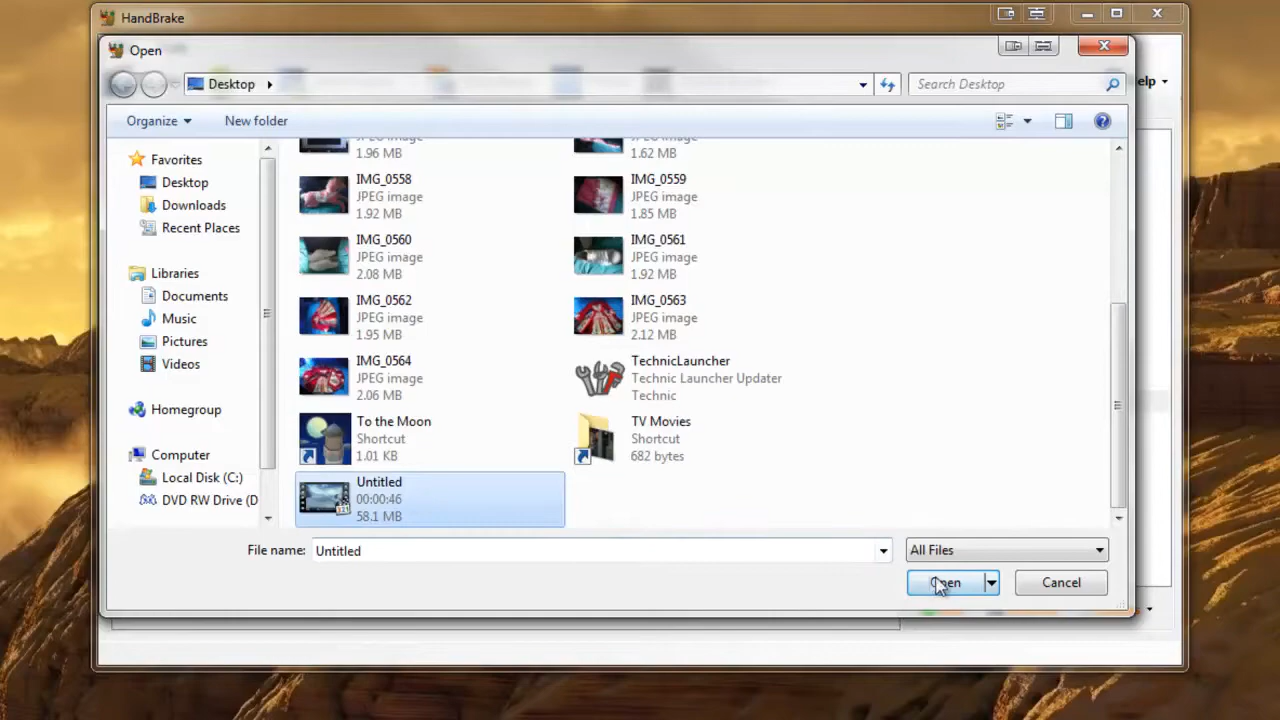 HandBrake
Open
Desktop
Search Desktop
elp
Organize
New folder
Favorites
Desktop
Downloads
Recent Places
Libraries
Documents
Music
Pictures
Videos
Homegroup
Computer
Local Disk (C:)
DVD RW Drive (D
JPEG image
1.96 MB
JPEG image
1.62 MB
IMG_0558
JPEG image
1.92 MB
IMG_0559
JPEG image
1.85 MB
IMG_0560
JPEG image
2.08 MB
IMG_0561
JPEG image
1.92 MB
IMG_0562
JPEG image
1.95 MB
IMG_0563
JPEG image
2.12 MB
IMG_0564
JPEG image
2.06 MB
TechnicLauncher
Technic Launcher Updater
Technic
To the Moon
Shortcut
1.01 KB
TV Movies
Shortcut
682 bytes
Untitled
00:00:46
58.1 MB
File name: Untitled
All Files
Open
Cancel